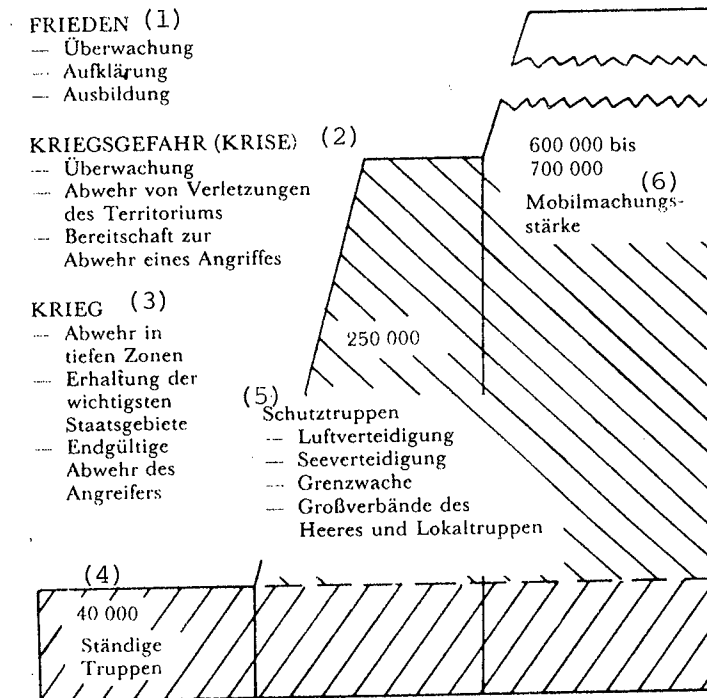 FRIEDEN (1)
— Überwachung
— Aufklärung
— Ausbildung
KRIEGSGEFAHR (KRISE) (2)
— Überwachung
— Abwehr von Verletzungen
des Territoriums
— Bereitschaft zur
Abwehr eines Angriffes
KRIEG (3)
— Abwehr in
tiefen Zonen
— Erhaltung der
wichtigsten
Staatsgebiete
— Endgültige
Abwehr des
Angreifers
(4)
40 000
Ständige
Truppen
250 000
(5)
Schutztruppen
— Luftverteidigung
— Seeverteidigung
— Grenzwache
— Großverbände des
Heeres und Lokaltruppen
600 000 bis
700 000
(6)
Mobilmachungs-
stärke